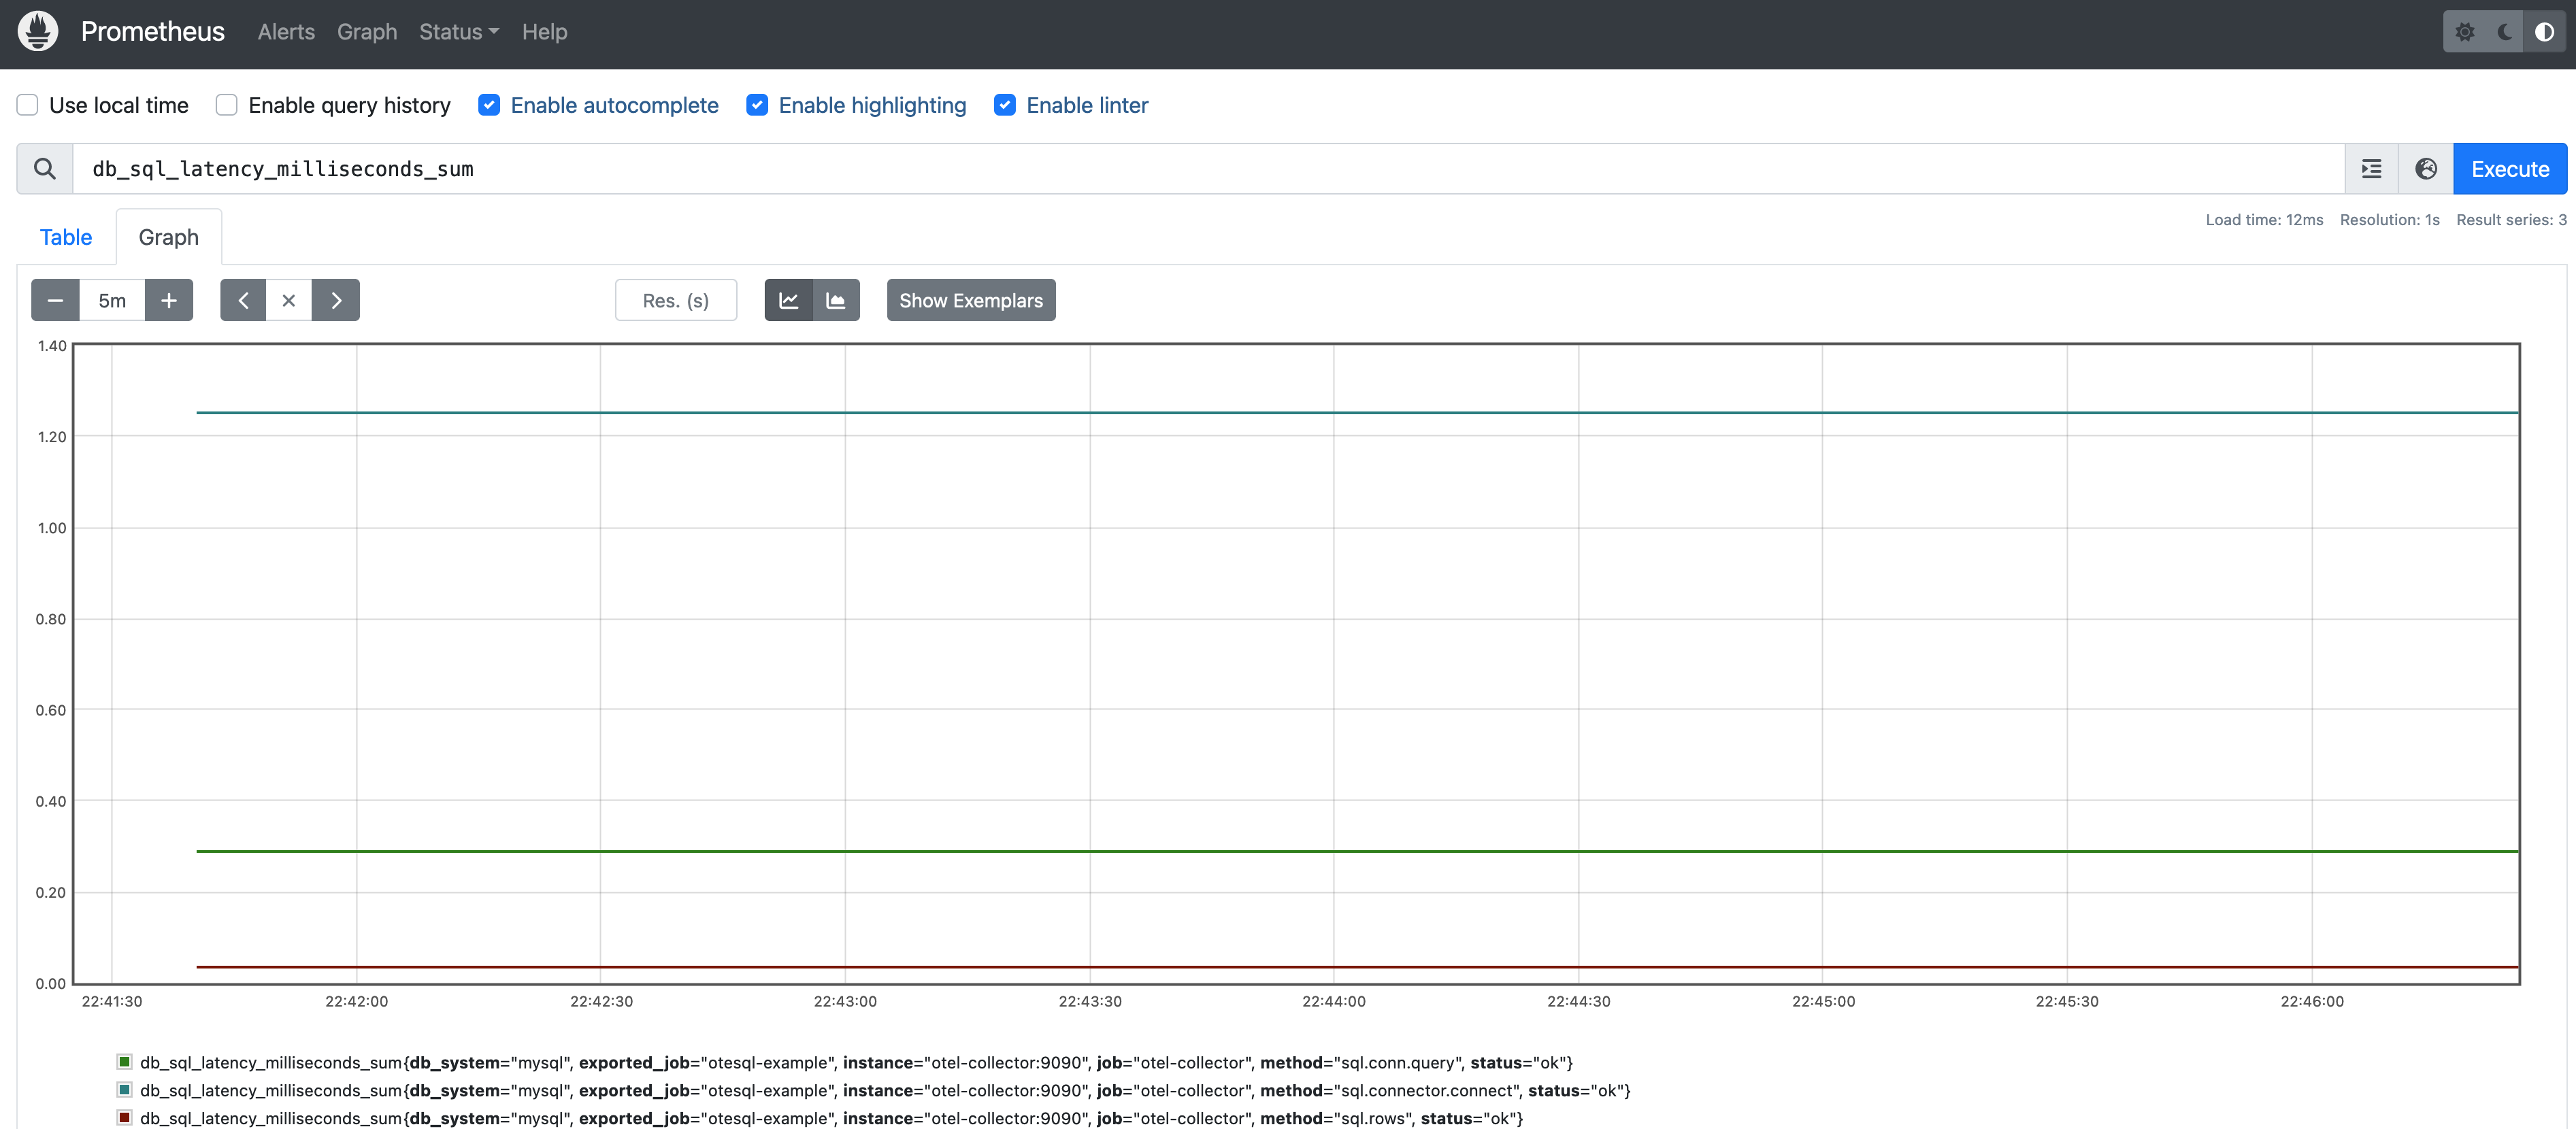 Prometheus Alerts Graph Status Help
Use local time Enable query history Enable autocomplete Enable highlighting Enable linter
db_sql_latency_milliseconds_sum Execute
Load time: 12ms Resolution: 1s Result series: 3
Table Graph
5m Res. (s) Show Exemplars
1.40
1.20
1.00
0.80
0.60
0.40
0.20
0.00
22:41:30 22:42:00 22:42:30 22:43:00 22:43:30 22:44:00 22:44:30 22:45:00 22:45:30 22:46:00
db_sql_latency_milliseconds_sum{db_system="mysql", exported_job="otesql-example", instance="otel-collector:9090", job="otel-collector", method="sql.conn.query", status="ok"}
db_sql_latency_milliseconds_sum{db_system="mysql", exported_job="otesql-example", instance="otel-collector:9090", job="otel-collector", method="sql.connector.connect", status="ok"}
db_sql_latency_milliseconds_sum{db_system="mysql", exported_job="otesql-example", instance="otel-collector:9090", job="otel-collector", method="sql.rows", status="ok"}